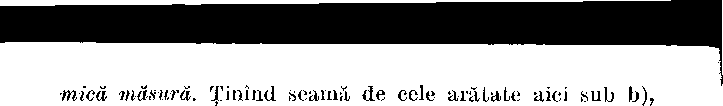 mică măsură. Ținînd seamă de cele arătate aici sub b),